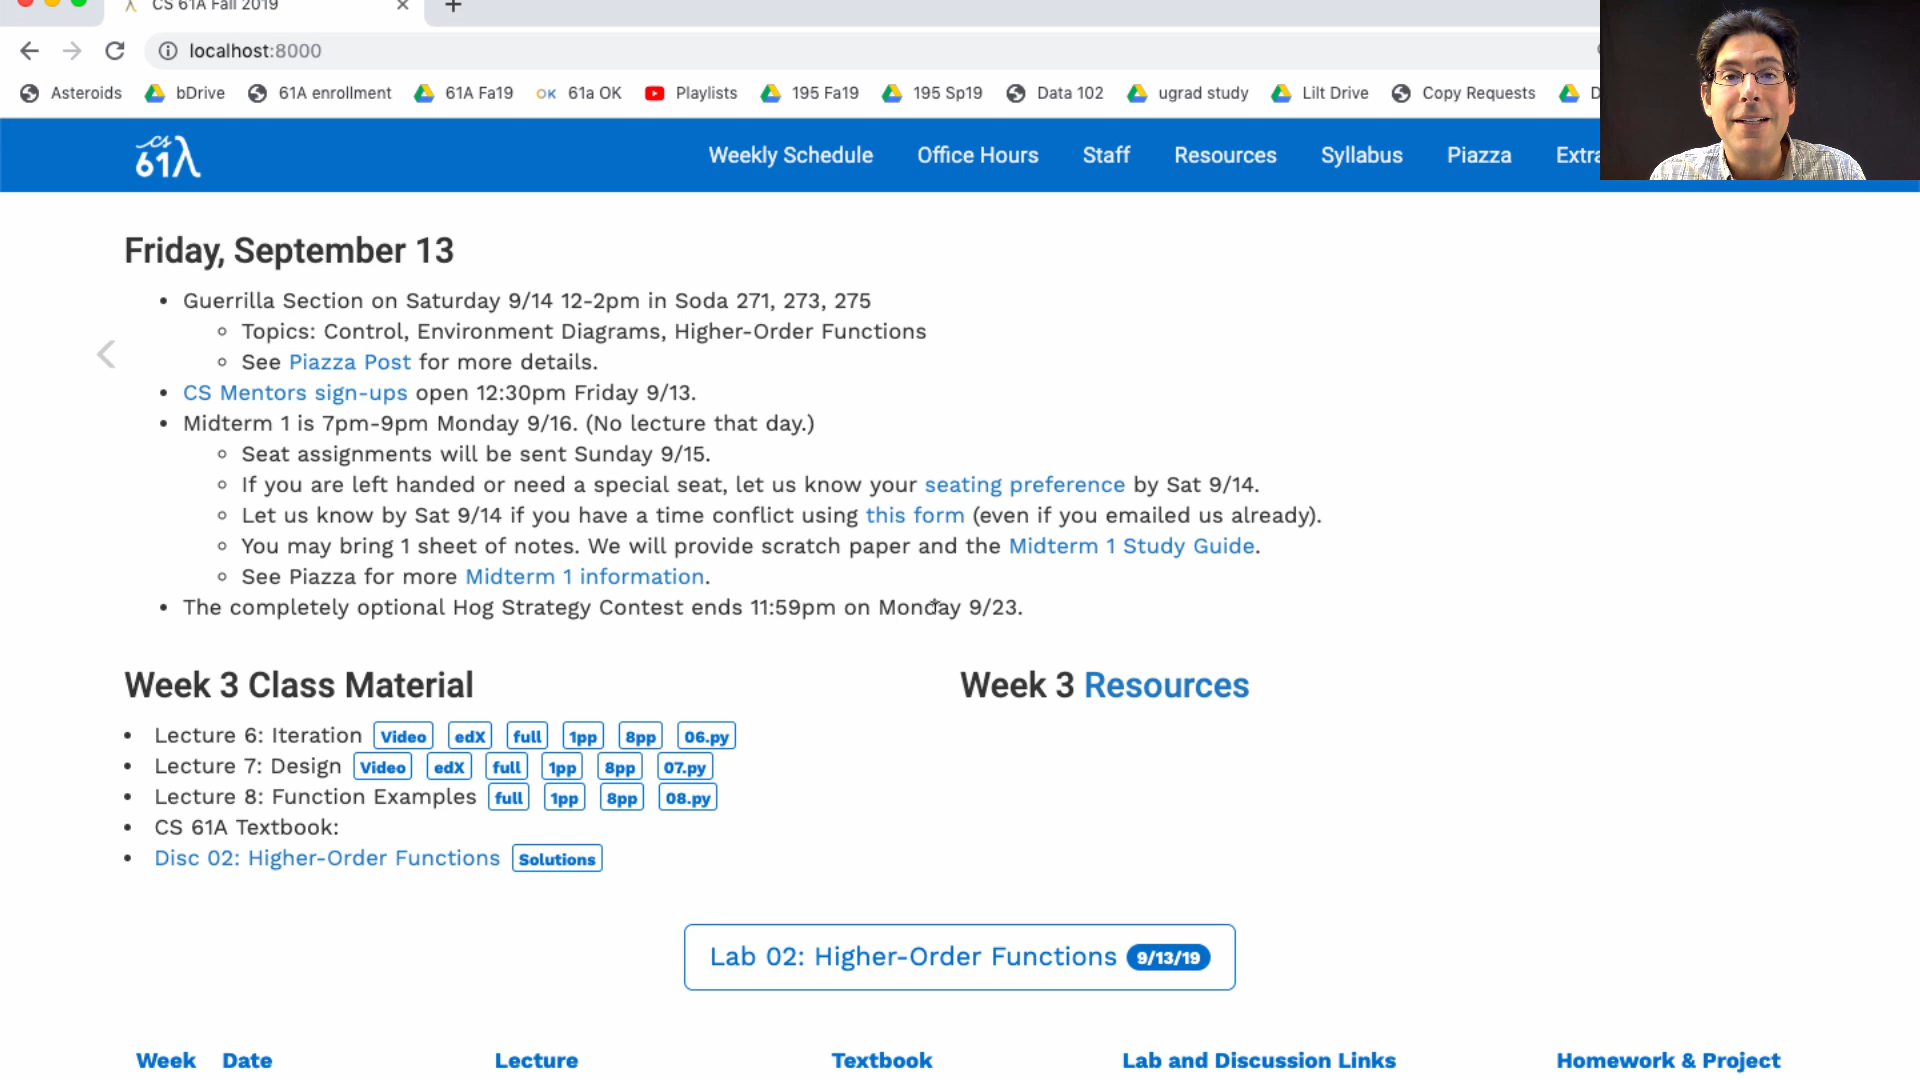 CS 61A Fall 2019
localhost:8000
Asteroids bDrive 61A enrollment 61A Fa19 OK 61a OK Playlists 195 Fa19 195 Sp19 Data 102 ugrad study Lilt Drive Copy Requests D
CS 61λ Weekly Schedule Office Hours Staff Resources Syllabus Piazza Extra
Friday, September 13
• Guerrilla Section on Saturday 9/14 12-2pm in Soda 271, 273, 275
◦ Topics: Control, Environment Diagrams, Higher-Order Functions
◦ See Piazza Post for more details.
• CS Mentors sign-ups open 12:30pm Friday 9/13.
• Midterm 1 is 7pm-9pm Monday 9/16. (No lecture that day.)
◦ Seat assignments will be sent Sunday 9/15.
◦ If you are left handed or need a special seat, let us know your seating preference by Sat 9/14.
◦ Let us know by Sat 9/14 if you have a time conflict using this form (even if you emailed us already).
◦ You may bring 1 sheet of notes. We will provide scratch paper and the Midterm 1 Study Guide.
◦ See Piazza for more Midterm 1 information.
• The completely optional Hog Strategy Contest ends 11:59pm on Monday 9/23.
Week 3 Class Material
• Lecture 6: Iteration Video edX full 1pp 8pp 06.py
• Lecture 7: Design Video edX full 1pp 8pp 07.py
• Lecture 8: Function Examples full 1pp 8pp 08.py
• CS 61A Textbook:
• Disc 02: Higher-Order Functions Solutions
Week 3 Resources
Lab 02: Higher-Order Functions 9/13/19
Week Date Lecture Textbook Lab and Discussion Links Homework & Project